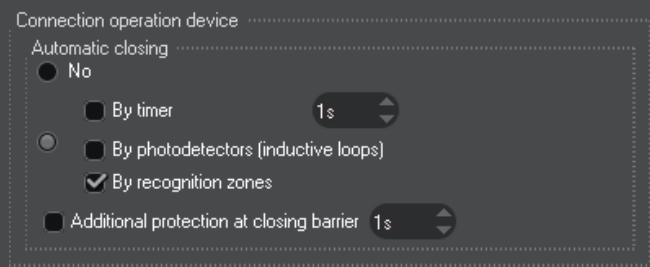 Connection operation device
Automatic closing
No
By timer 1s
By photodetectors (inductive loops)
By recognition zones
Additional protection at closing barrier 1s